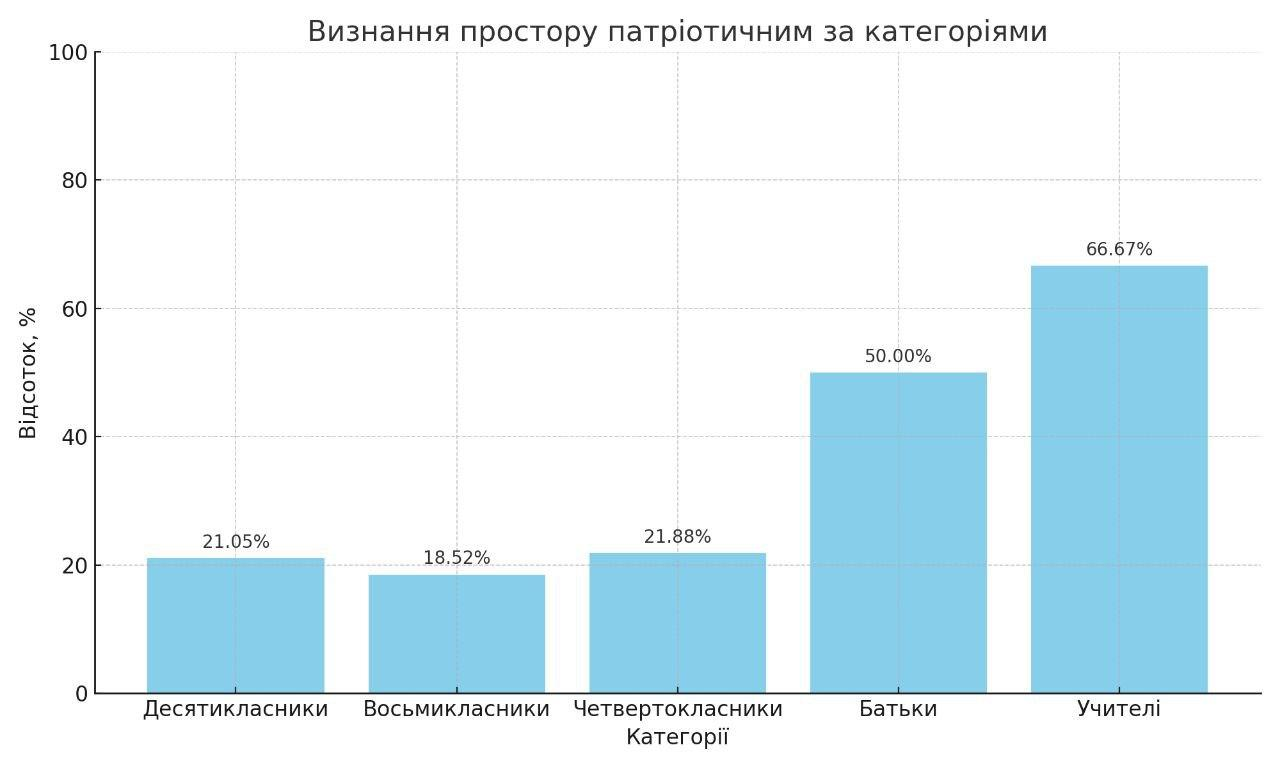 Визнання простору патріотичним за категоріями
100
80
60
40
20
0
Відсоток, %
21.05%
18.52%
21.88%
50.00%
66.67%
Десятикласники
Восьмикласники
Четвертокласники
Батьки
Учителі
Категорії